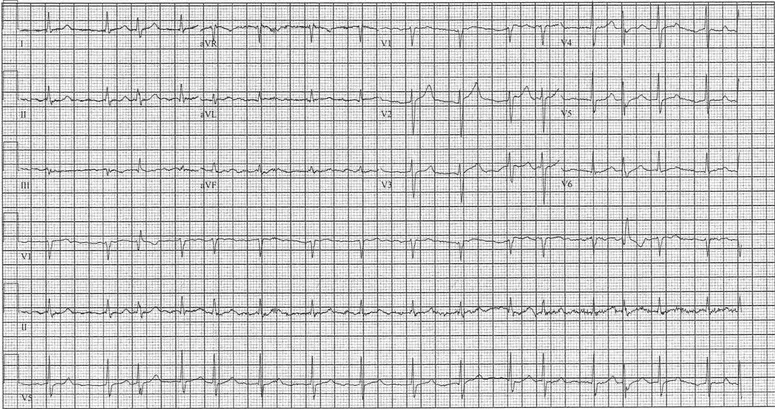 I aVR V1 V4
II aVL V2 V5
III aVF V3 V6
V1
II
V5